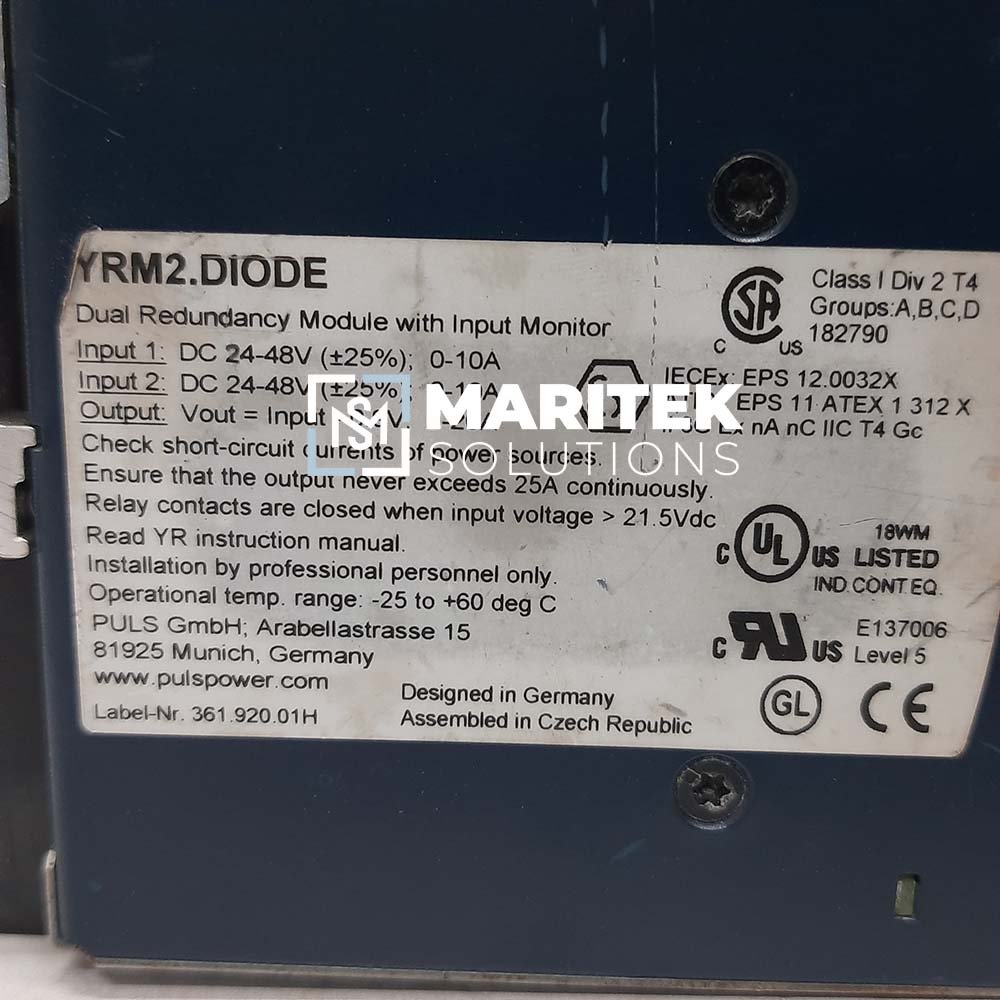 YRM2.DIODE
Dual Redundancy Module with Input Monitor
Input 1: DC 24-48V (±25%); 0-10A
Input 2: DC 24-48V (±25%);
Output: Vout = Input
Check short-circuit currents of power sources.
Ensure that the output never exceeds 25A continuously.
Relay contacts are closed when input voltage > 21.5Vdc
Read YR instruction manual.
Installation by professional personnel only.
Operational temp. range: -25 to +60 deg C
PULS GmbH; Arabellastrasse 15
81925 Munich, Germany
www.pulspower.com
Label-Nr. 361.920.01H
Designed in Germany
Assembled in Czech Republic
C SA US
Class I Div 2 T4
Groups:A,B,C,D
182790
IECEx: EPS 12.0032X
EPS 11 ATEX 1 312 X
nA nC IIC T4 Gc
C UL US
18WM
LISTED
IND.CONT.EQ.
C RU US
E137006
Level 5
GL CE
MARITEK
SOLUTIONS